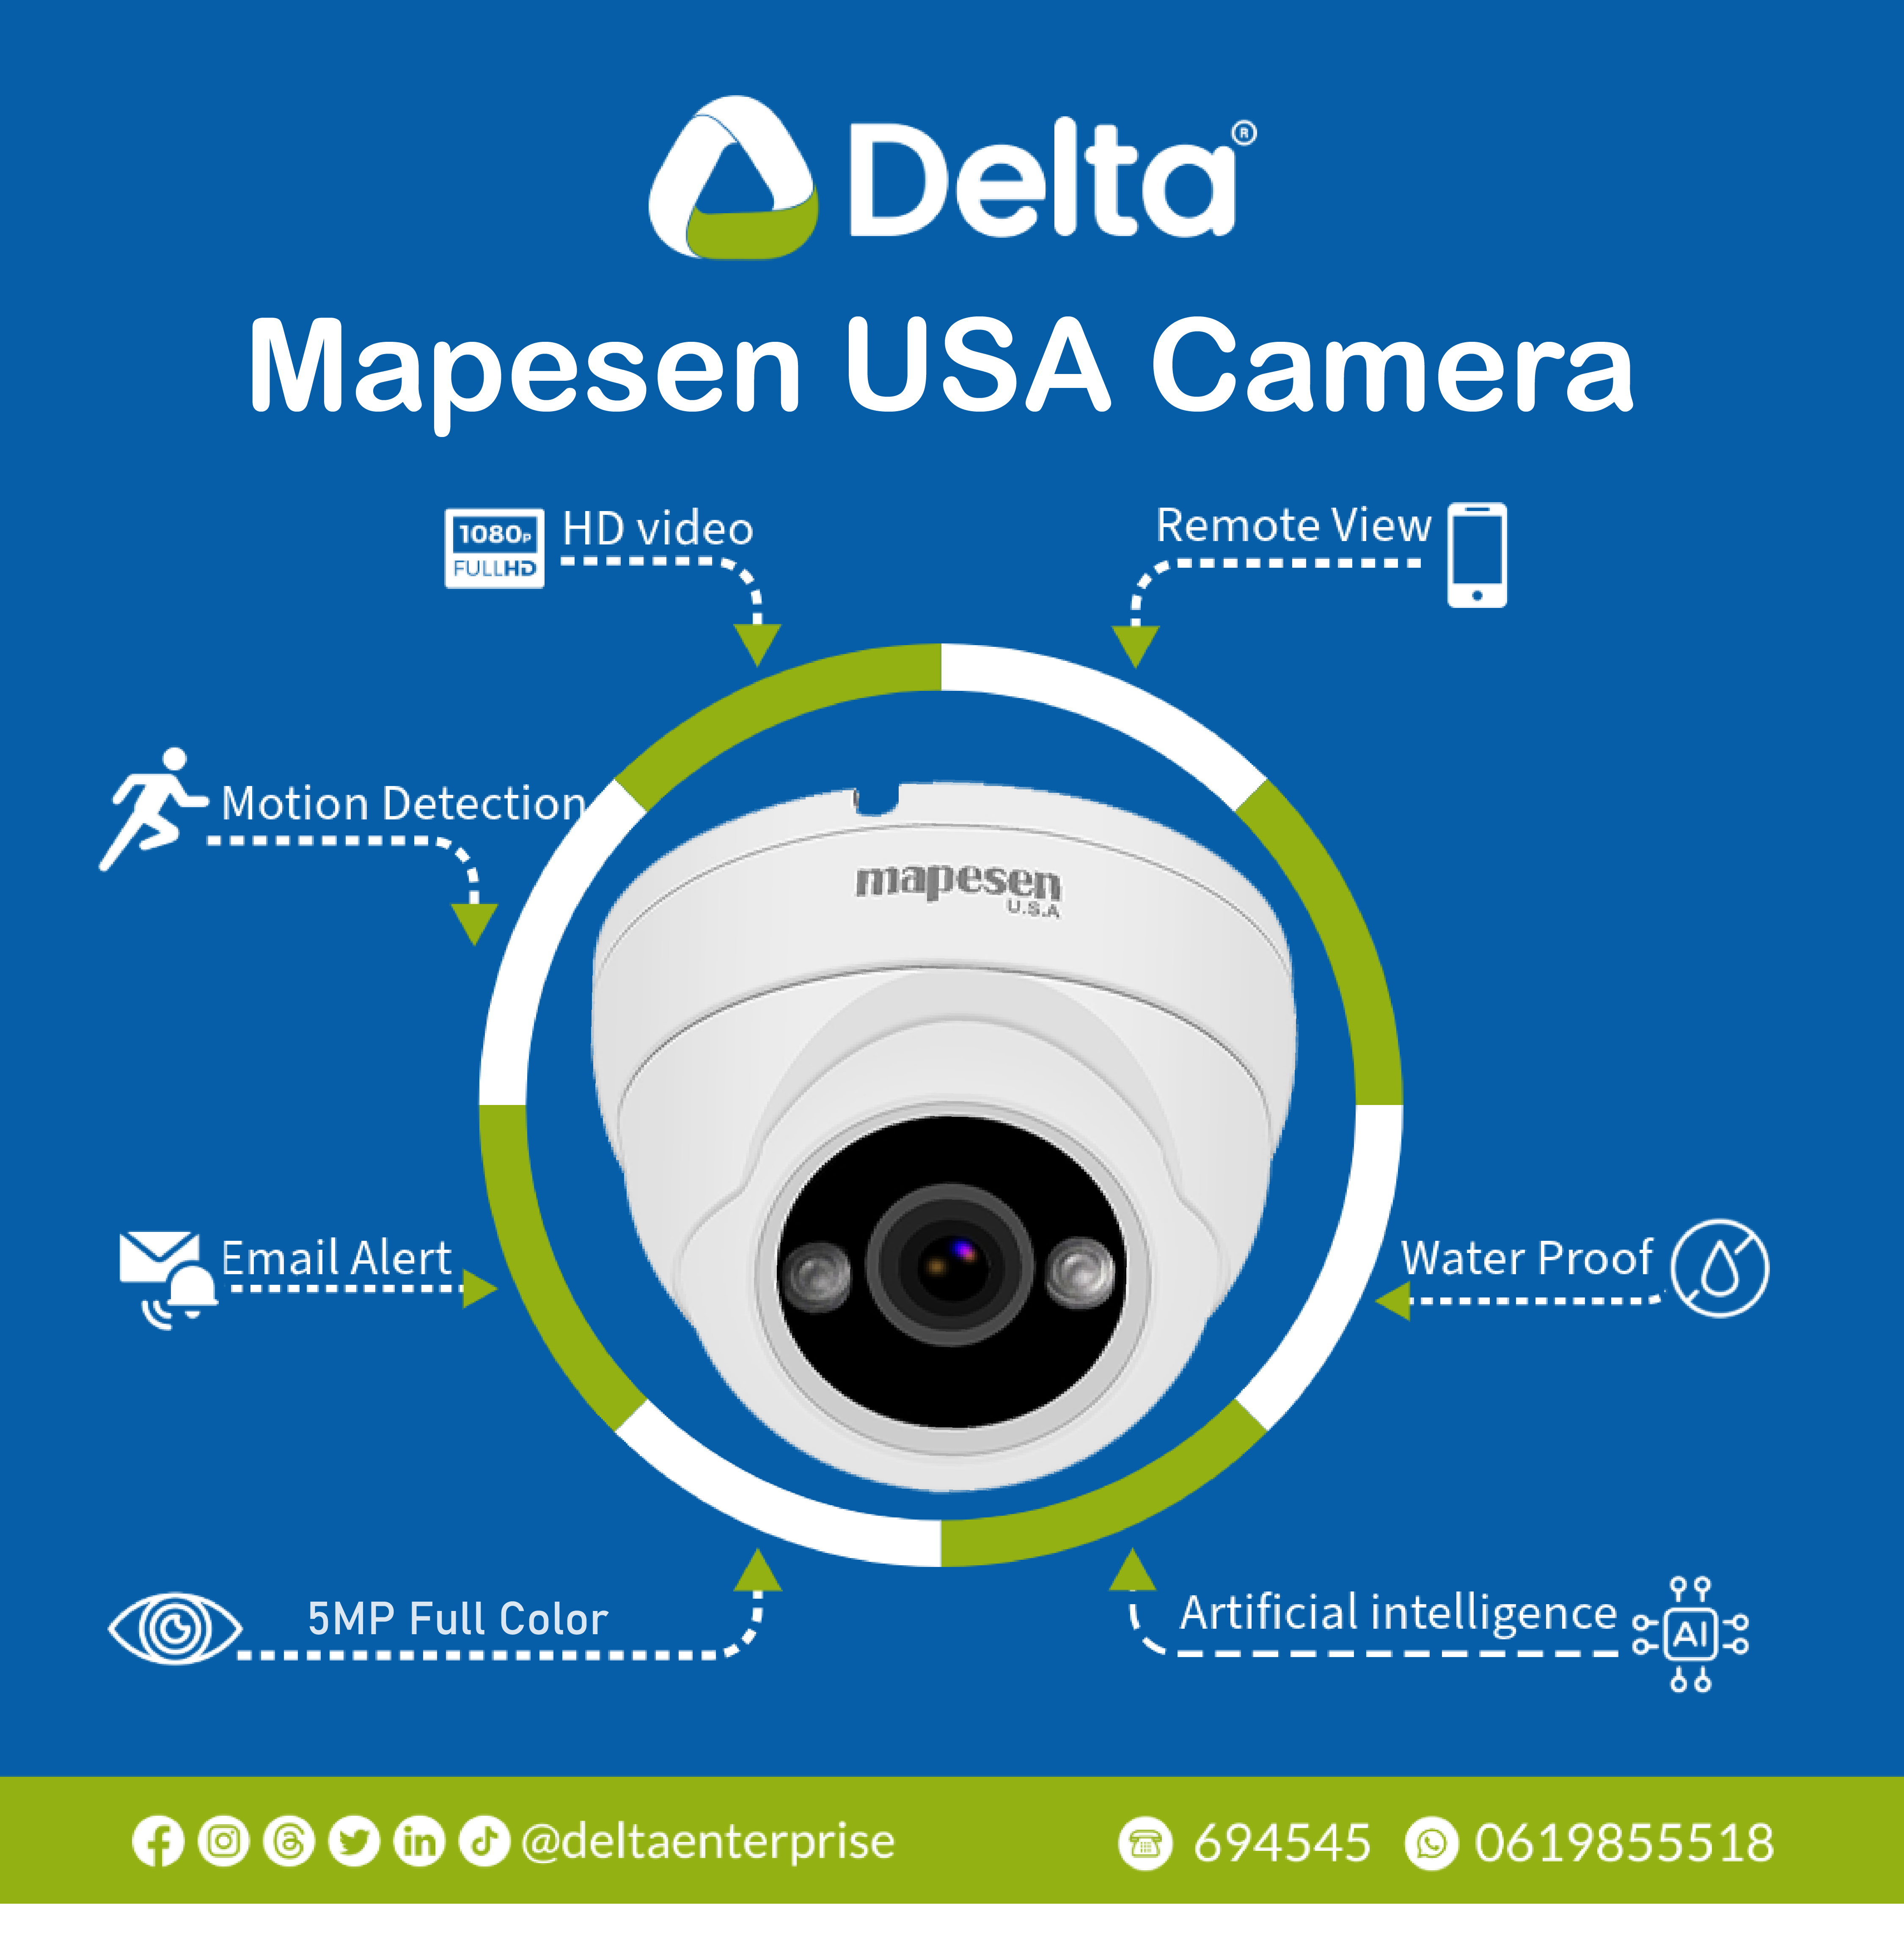 Delta®
Mapesen USA Camera
1080P
FULLHD
HD video
Remote View
Motion Detection
mapesen
U.S.A
Email Alert
Water Proof
5MP Full Color
Artificial intelligence
AI
@deltaenterprise
694545
0619855518